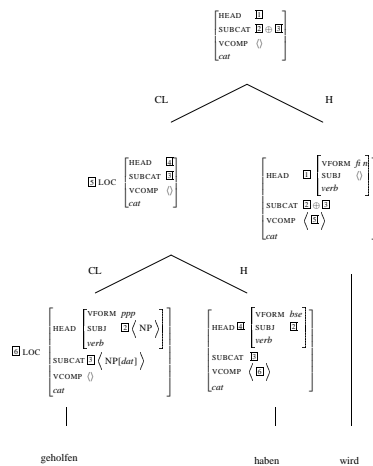 HEAD 1
SUBCAT 2 ⊕ 3
VCOMP ⟨⟩
cat
CL H
5 LOC
HEAD 4
SUBCAT 3
VCOMP ⟨⟩
cat
HEAD 1
VFORM fin
SUBJ ⟨⟩
verb
SUBCAT 2 ⊕ 3
VCOMP ⟨5⟩
cat
CL H
6 LOC
HEAD
VFORM ppp
SUBJ 2 ⟨NP⟩
verb
SUBCAT 3 ⟨NP[dat]⟩
VCOMP ⟨⟩
cat
HEAD 4
VFORM bse
SUBJ 2
verb
SUBCAT 3
VCOMP ⟨6⟩
cat
geholfen haben wird